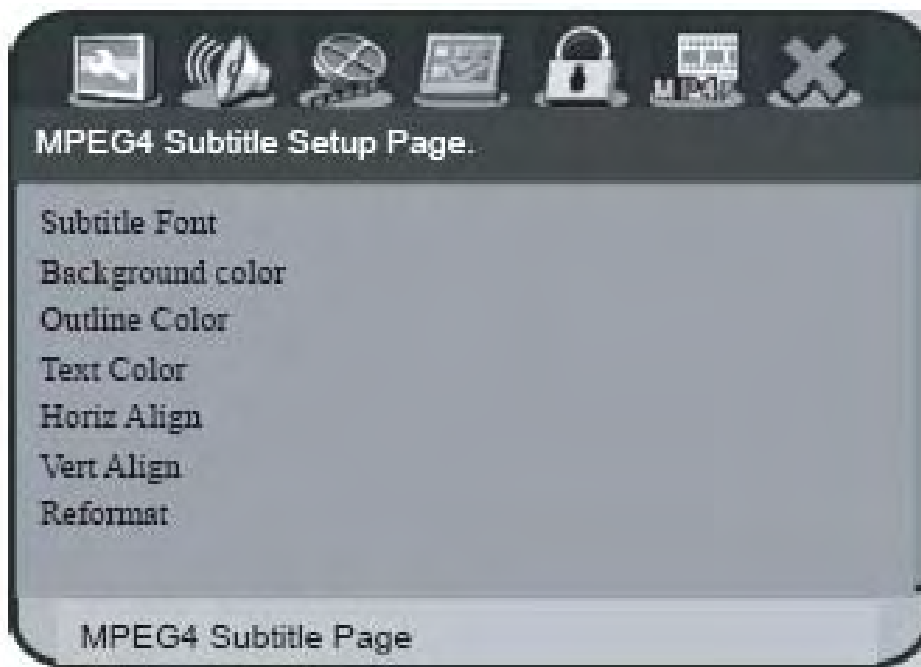 MPEG4
MPEG4 Subtitle Setup Page.
Subtitle Font
Background color
Outline Color
Text Color
Horiz Align
Vert Align
Reformat
MPEG4 Subtitle Page